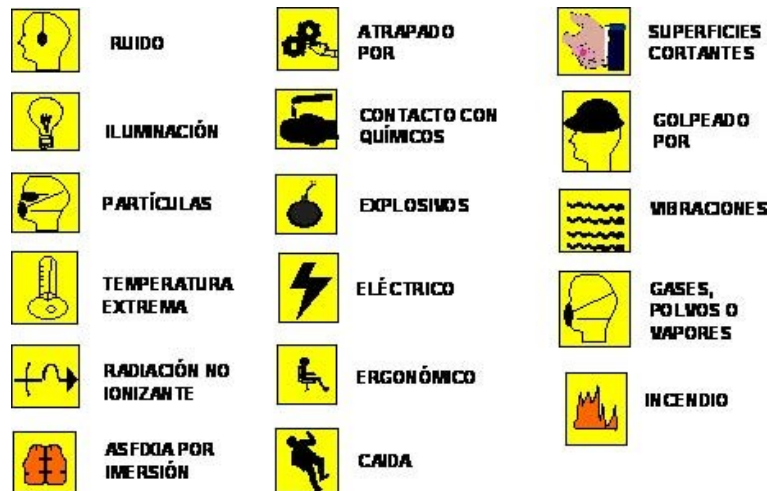 RUIDO
ILUMINACIÓN
PARTÍCULAS
TEMPERATURA
EXTREMA
RADIACIÓN NO
IONIZANTE
ASFIXIA POR
IMERSIÓN
ATRAPADO
POR
CONTACTO CON
QUÍMICOS
EXPLOSIVOS
ELÉCTRICO
ERGONÓMICO
CAIDA
SUPERFICIES
CORTANTES
GOLPEADO
POR
VIBRACIONES
GASES,
POLVOS O
VAPORES
INCENDIO